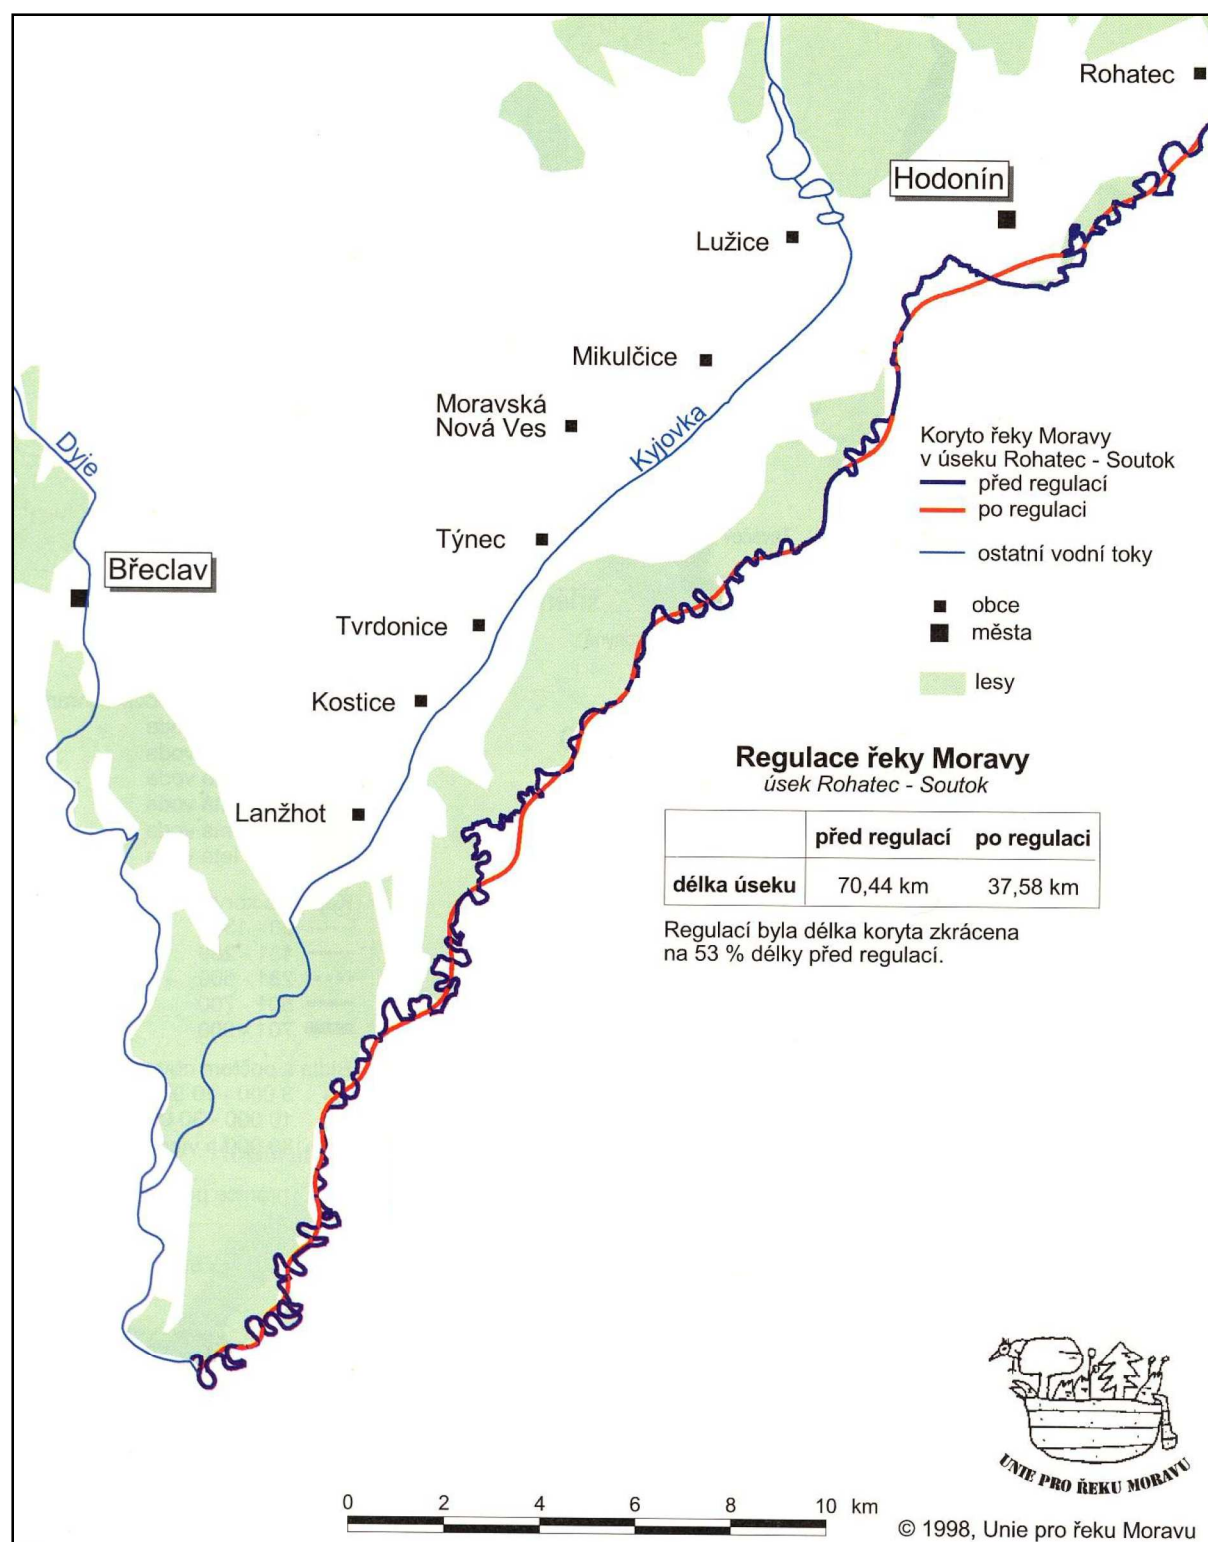 Rohatec
Hodonín
Lužice
Mikulčice
Moravská
Nová Ves
Kyjovka
Dyje
Týnec
Břeclav
Tvrdonice
Kostice
Lanžhot
Koryto řeky Moravy
v úseku Rohatec - Soutok
před regulací
po regulaci
ostatní vodní toky
obce
města
lesy
Regulace řeky Moravy
úsek Rohatec - Soutok
před regulací po regulaci
délka úseku 70,44 km 37,58 km
Regulací byla délka koryta zkrácena
na 53 % délky před regulací.
UNIE PRO ŘEKU MORAVU
0 2 4 6 8 10 km
© 1998, Unie pro řeku Moravu